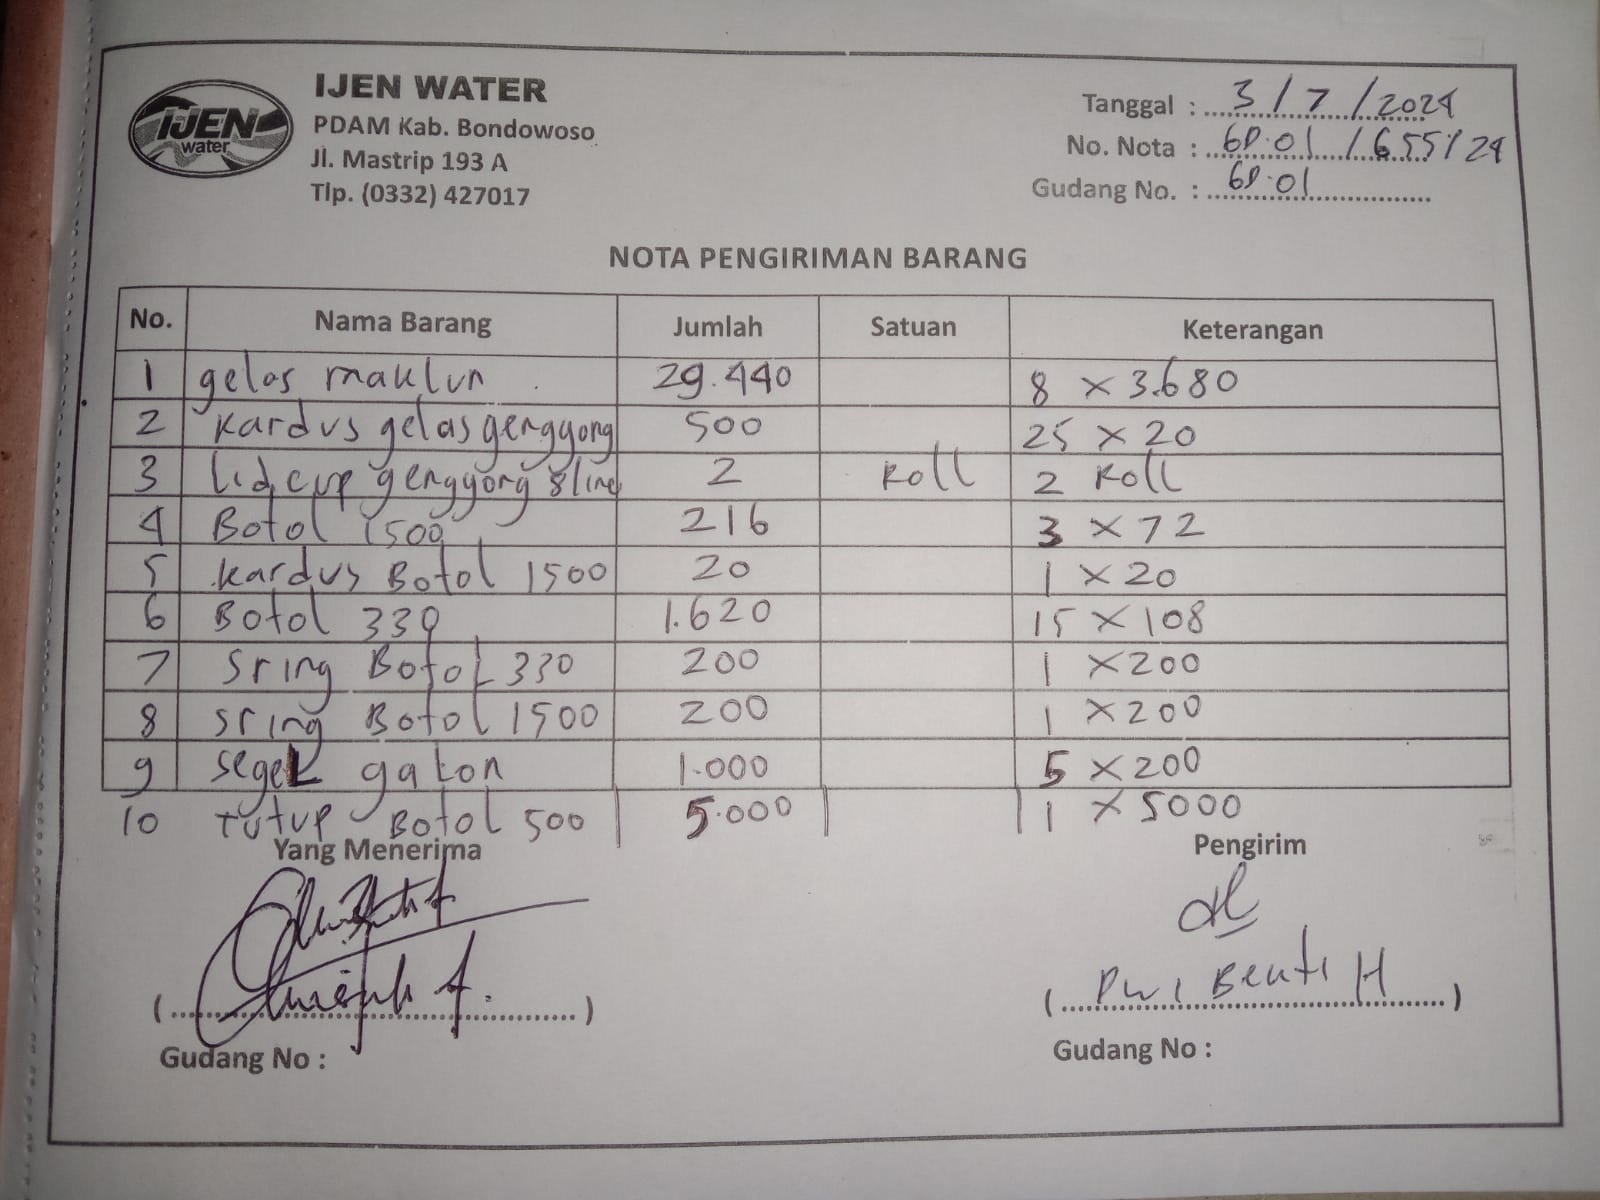 IJEN
water
IJEN WATER
PDAM Kab. Bondowoso
Jl. Mastrip 193 A
Tlp. (0332) 427017
Tanggal : 3/7/2024
No. Nota : 6D.01 /655/24
Gudang No. : 6D.01
NOTA PENGIRIMAN BARANG
No. Nama Barang Jumlah Satuan Keterangan
1 gelas maklun 29.440 8 x 3.680
2 kardus gelas genggong 500 25 x 20
3 Lid cup genggong 8 line 2 Roll 2 Roll
4 Botol 1500 216 3 x 72
5 kardus Botol 1500 20 1 x 20
6 Botol 330 1.620 15 x 108
7 Sring Botol 330 200 1 x 200
8 sring Botol 1500 200 1 x 200
9 segel galon 1.000 5 x 200
10 Tutup Botol 500 5.000 1 x 5000
Yang Menerima Pengirim
Gudang No : Gudang No :